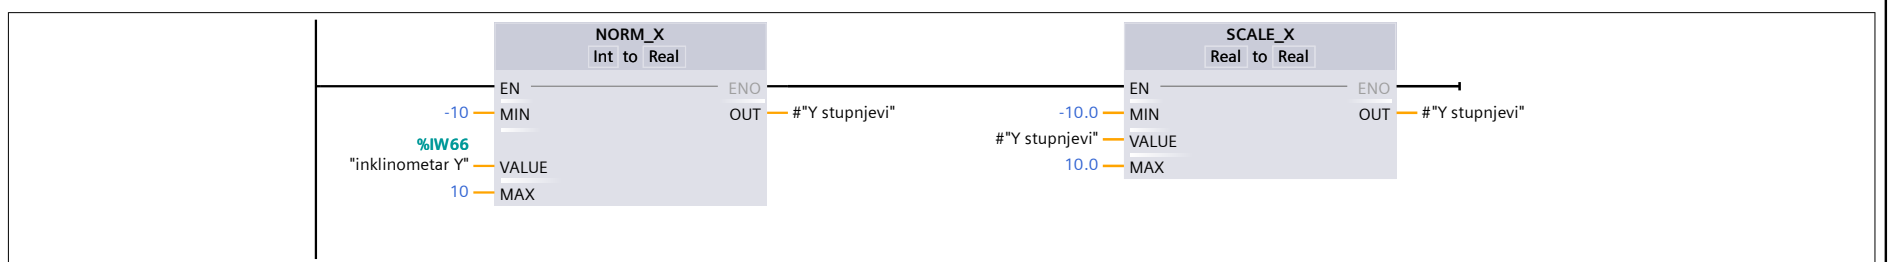 NORM_X
Int to Real
EN ENO
-10 MIN OUT #"Y stupnjevi"
%IW66
"inklinometar Y" VALUE
10 MAX
SCALE_X
Real to Real
EN ENO
-10.0 MIN OUT #"Y stupnjevi"
#"Y stupnjevi" VALUE
10.0 MAX